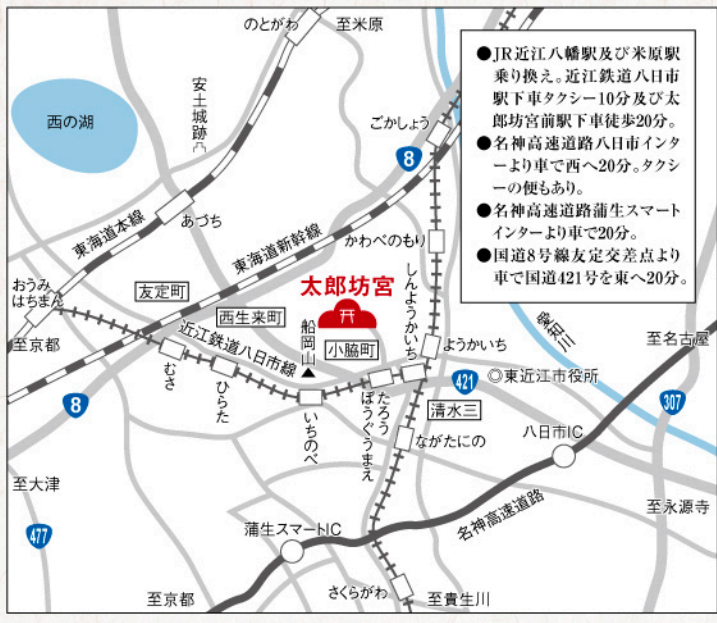 のとがわ
至米原
●JR近江八幡駅及び米原駅
乗り換え。近江鉄道八日市
駅下車タクシー10分及び太
郎坊宮前駅下車徒歩20分。
●名神高速道路八日市インタ
ーより車で西へ20分。タクシ
ーの便もあり。
●名神高速道路蒲生スマート
インターより車で20分。
●国道8号線友定交差点より
車で国道421号を東へ20分。
西の湖
安土城跡
ごかしょう
8
あづち
東海道本線
東海道新幹線
かわべのもり
おうみ
はちまん
友定町
太郎坊宮
しんようかいち
西生来町
船岡山
小脇町
愛知川
至京都
近江鉄道八日市線
ようかいち
至名古屋
むさ
ひらた
いちのべ
たろう
ぼうぐうまえ
421
◎東近江市役所
307
8
清水三
ながたにの
八日市IC
至大津
477
蒲生スマートIC
名神高速道路
至永源寺
至京都
さくらがわ
至貴生川